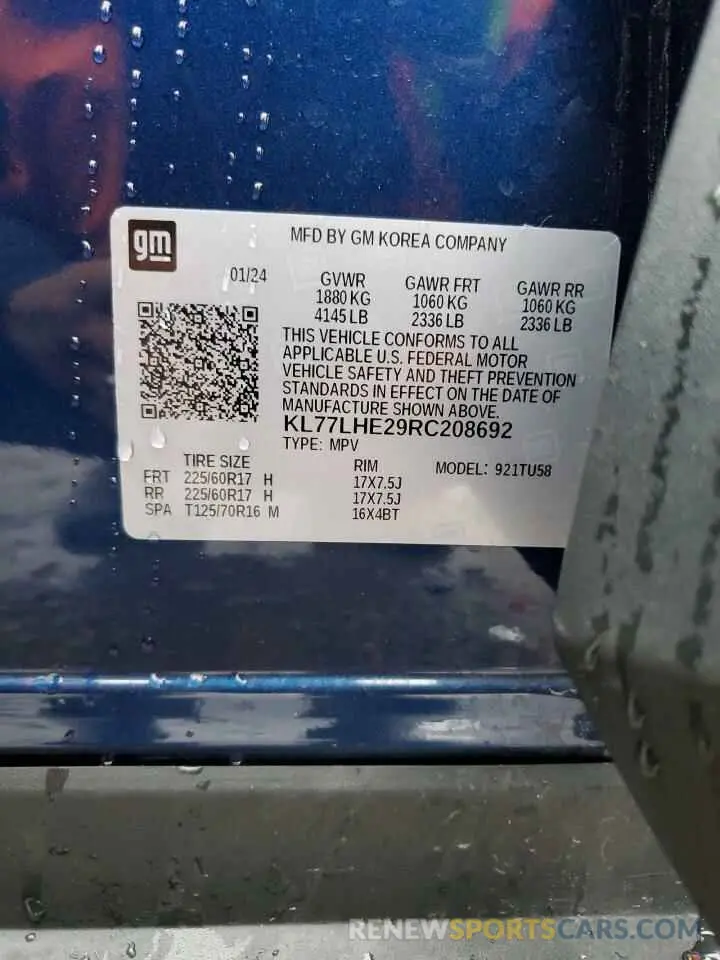 gm
MFD BY GM KOREA COMPANY
01/24
GVWR GAWR FRT GAWR RR
1880 KG 1060 KG 1060 KG
4145 LB 2336 LB 2336 LB
THIS VEHICLE CONFORMS TO ALL
APPLICABLE U.S. FEDERAL MOTOR
VEHICLE SAFETY AND THEFT PREVENTION
STANDARDS IN EFFECT ON THE DATE OF
MANUFACTURE SHOWN ABOVE.
KL77LHE29RC208692
TYPE: MPV
TIRE SIZE RIM MODEL: 921TU58
FRT 225/60R17 H 17X7.5J
RR 225/60R17 H 17X7.5J
SPA T125/70R16 M 16X4BT
RENEWSPORTSCARS.COM